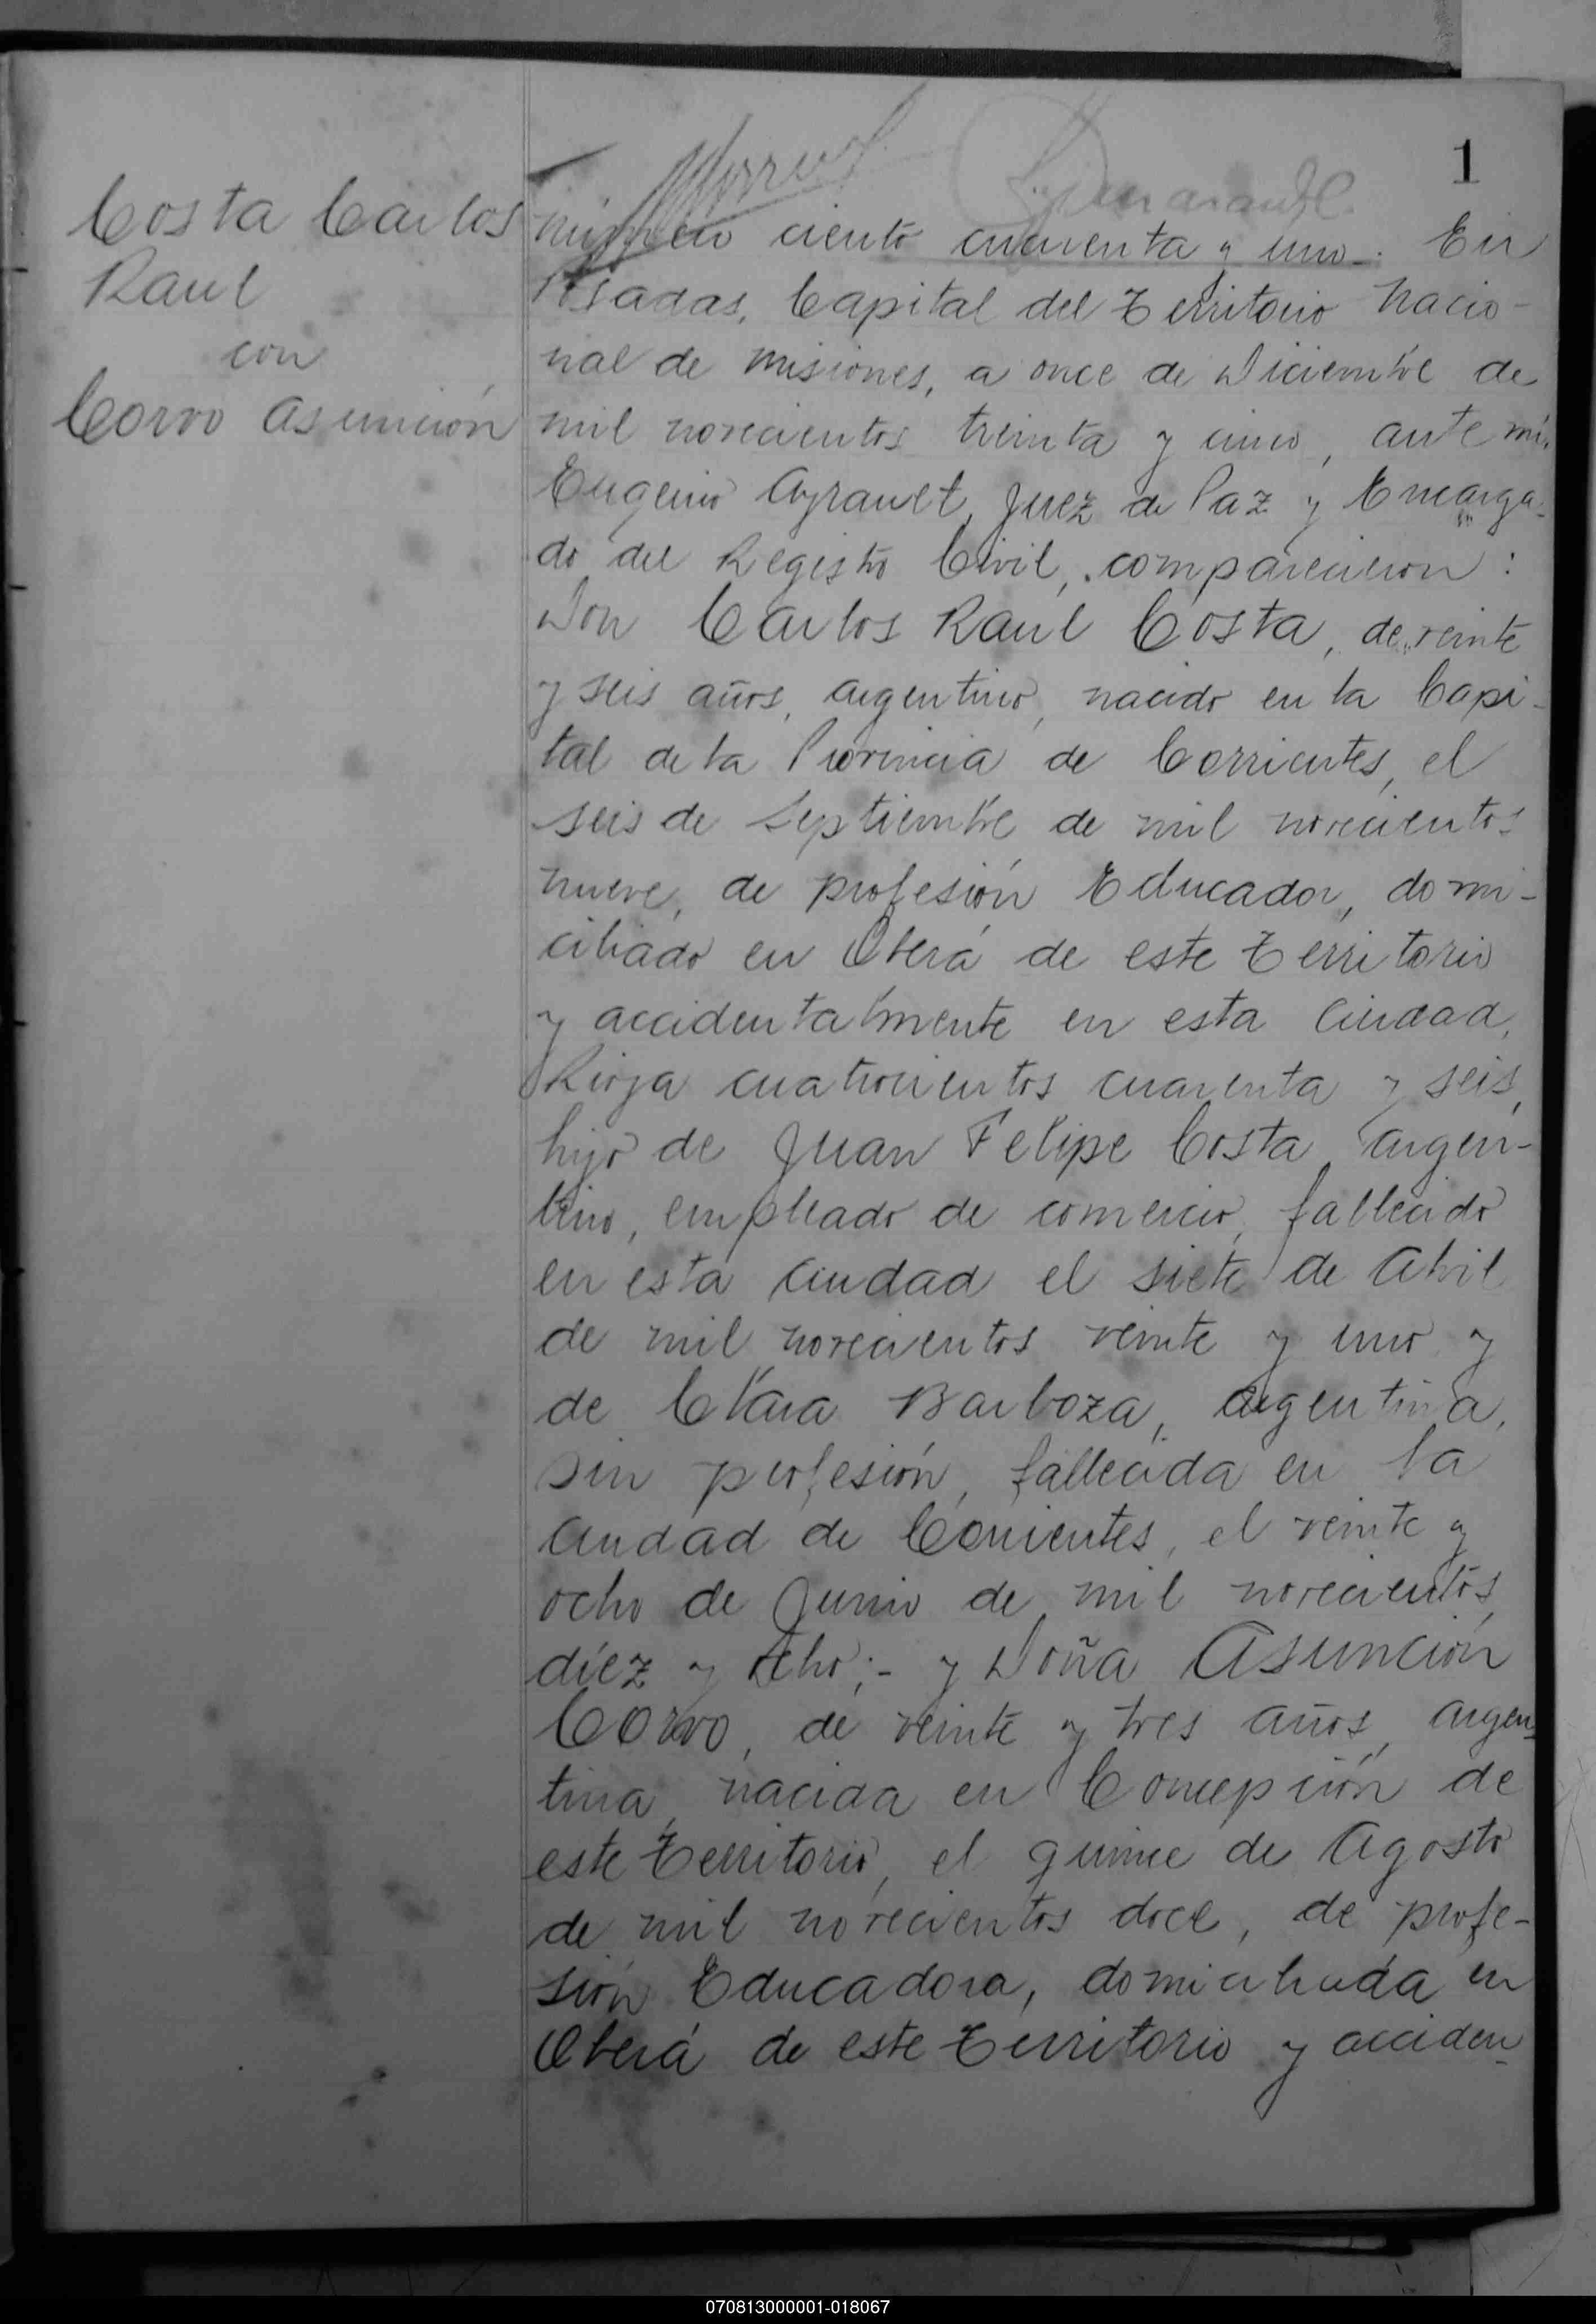 1
Costa Carlos
Raul
con
Corvo Asunción
número ciento cuarenta y uno. En
Posadas, Capital del Territorio Nacio-
nal de Misiones, a once de Diciembre de
mil novecientos treinta y cinco, ante mi,
Eugenio Ayrault, Juez de Paz y Encarga-
do del Registro Civil, comparecieron:
Don Carlos Raul Costa, de veinte
y seis años, argentino, nacido en la Capi-
tal de la Provincia de Corrientes, el
seis de Septiembre de mil novecientos
nueve, de profesión Educador, domi-
ciliado en Oberá de este Territorio
y accidentalmente en esta Ciudad,
Rioja cuatrocientos cuarenta y seis,
hijo de Juan Felipe Costa, argen-
tino, empleado de comercio, fallecido
en esta Ciudad el siete de Abril
de mil novecientos veinte y uno y
de Clara Barboza, argentina,
sin profesión, fallecida en la
Ciudad de Corrientes, el veinte y
ocho de Junio de mil novecientos
diez y ocho;- y Doña Asunción
Corvo, de veinte y tres años, argen-
tina, nacida en Concepción de
este Territorio, el quince de Agosto
de mil novecientos doce, de profe-
sión Educadora, domiciliada en
Oberá de este Territorio y acciden-
070813000001-018067